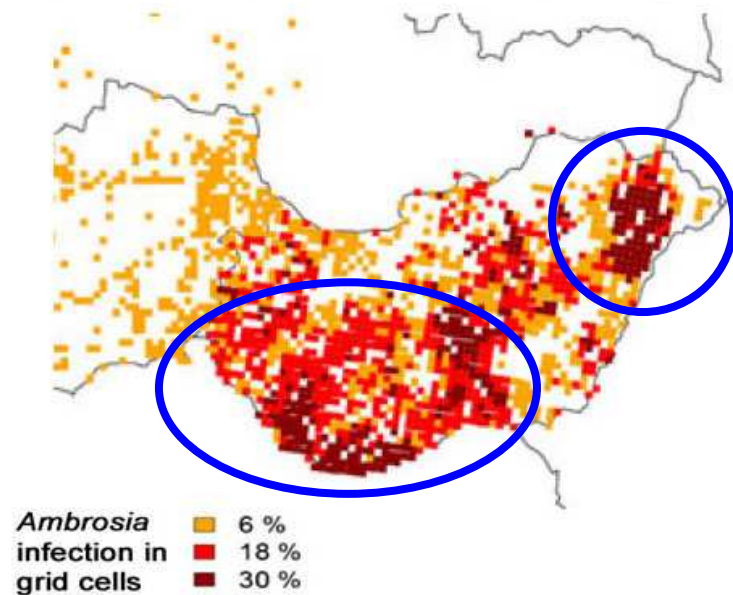 Ambrosia
infection in
grid cells
6 %
18 %
30 %